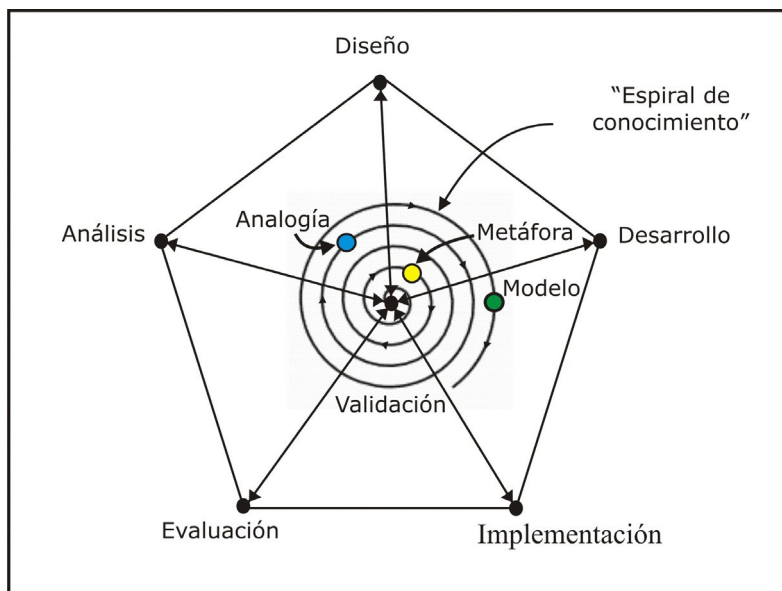 Diseño
“Espiral de
conocimiento”
Analogía
Metáfora
Análisis
Desarrollo
Modelo
Validación
Evaluación
Implementación